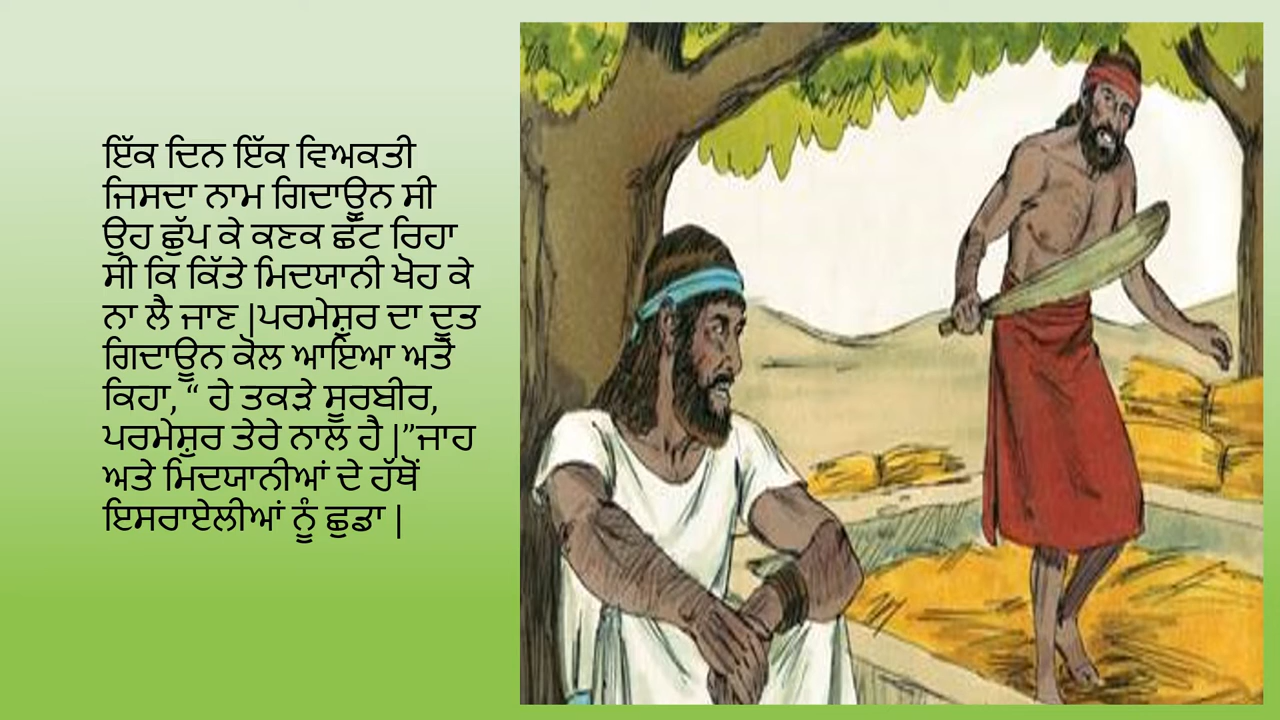 ਇੱਕ ਦਿਨ ਇੱਕ ਵਿਅਕਤੀ
ਜਿਸਦਾ ਨਾਮ ਗਿਦਾਊਨ ਸੀ
ਉਹ ਛੁੱਪ ਕੇ ਕਣਕ ਛੱਟ ਰਿਹਾ
ਸੀ ਕਿ ਕਿੱਤੇ ਮਿਦਯਾਨੀ ਖੋਹ ਕੇ
ਨਾ ਲੈ ਜਾਣ |ਪਰਮੇਸ਼ੁਰ ਦਾ ਦੂਤ
ਗਿਦਾਊਨ ਕੋਲ ਆਇਆ ਅਤੇ
ਕਿਹਾ, “ ਹੇ ਤਕੜੇ ਸੂਰਬੀਰ,
ਪਰਮੇਸ਼ੁਰ ਤੇਰੇ ਨਾਲ ਹੈ |”ਜਾਹ
ਅਤੇ ਮਿਦਯਾਨੀਆਂ ਦੇ ਹੱਥੋਂ
ਇਸਰਾਏਲੀਆਂ ਨੂੰ ਛੁਡਾ |